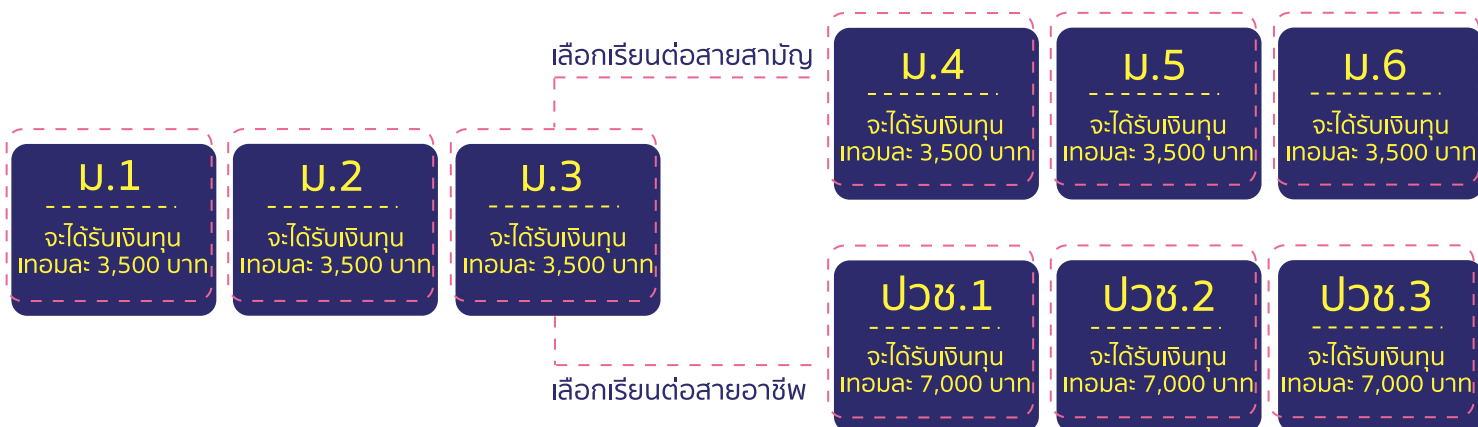 ม.1
จะได้รับเงินทุน
เทอมละ 3,500 บาท
ม.2
จะได้รับเงินทุน
เทอมละ 3,500 บาท
ม.3
จะได้รับเงินทุน
เทอมละ 3,500 บาท
เลือกเรียนต่อสายสามัญ
ม.4
จะได้รับเงินทุน
เทอมละ 3,500 บาท
ม.5
จะได้รับเงินทุน
เทอมละ 3,500 บาท
ม.6
จะได้รับเงินทุน
เทอมละ 3,500 บาท
เลือกเรียนต่อสายอาชีพ
ปวช.1
จะได้รับเงินทุน
เทอมละ 7,000 บาท
ปวช.2
จะได้รับเงินทุน
เทอมละ 7,000 บาท
ปวช.3
จะได้รับเงินทุน
เทอมละ 7,000 บาท